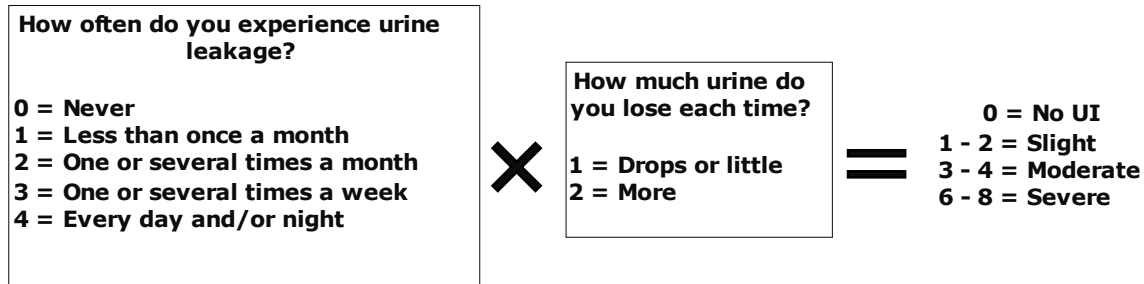 How often do you experience urine
leakage?
0 = Never
1 = Less than once a month
2 = One or several times a month
3 = One or several times a week
4 = Every day and/or night
×
How much urine do
you lose each time?
1 = Drops or little
2 = More
=
0 = No UI
1 - 2 = Slight
3 - 4 = Moderate
6 - 8 = Severe